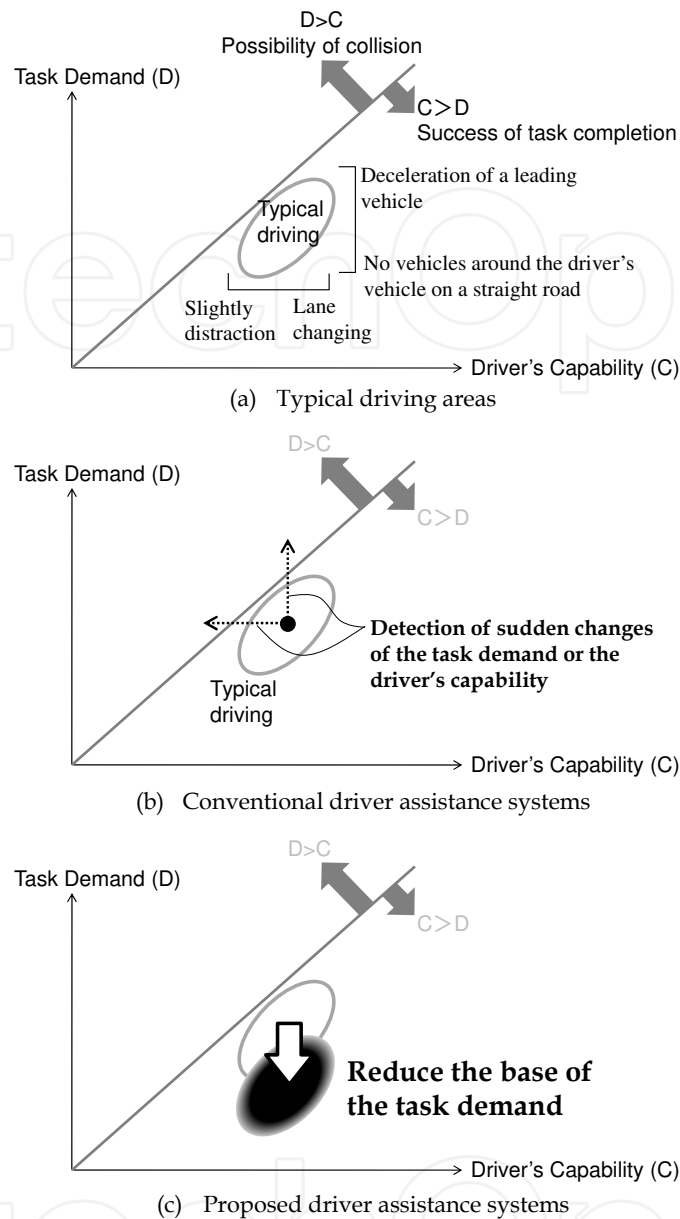 D>C
Possibility of collision
Task Demand (D)
C＞D
Success of task completion
Deceleration of a leading
vehicle
Typical
driving
No vehicles around the driver's
vehicle on a straight road
Slightly
distraction
Lane
changing
Driver's Capability (C)
(a) Typical driving areas
D>C
Task Demand (D)
C＞D
Detection of sudden changes
of the task demand or the
driver's capability
Typical
driving
Driver's Capability (C)
(b) Conventional driver assistance systems
D>C
Task Demand (D)
C＞D
Reduce the base of
the task demand
Driver's Capability (C)
(c) Proposed driver assistance systems